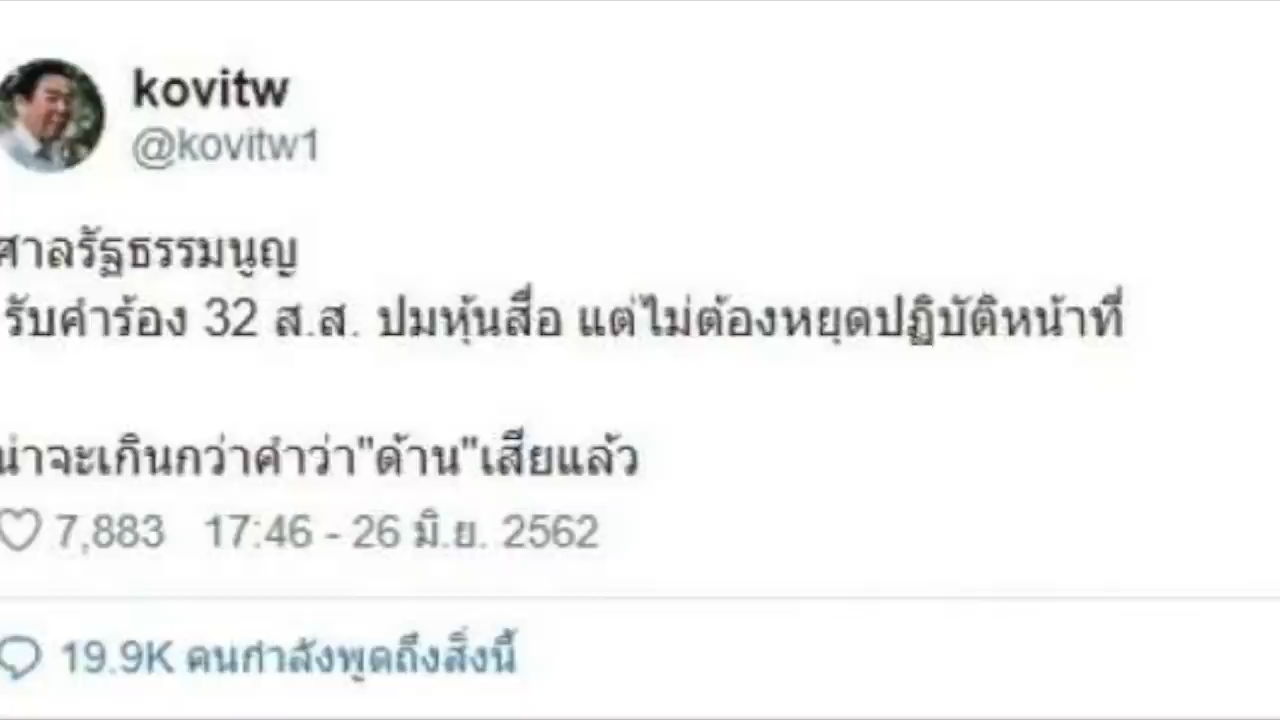 kovitw
@kovitw1
ศาลรัฐธรรมนูญ
รับคำร้อง 32 ส.ส. ปมหุ้นสื่อ แต่ไม่ต้องหยุดปฏิบัติหน้าที่
น่าจะเกินกว่าคำว่า"ด้าน"เสียแล้ว
7,883 17:46 - 26 มิ.ย. 2562
19.9K คนกำลังพูดถึงสิ่งนี้